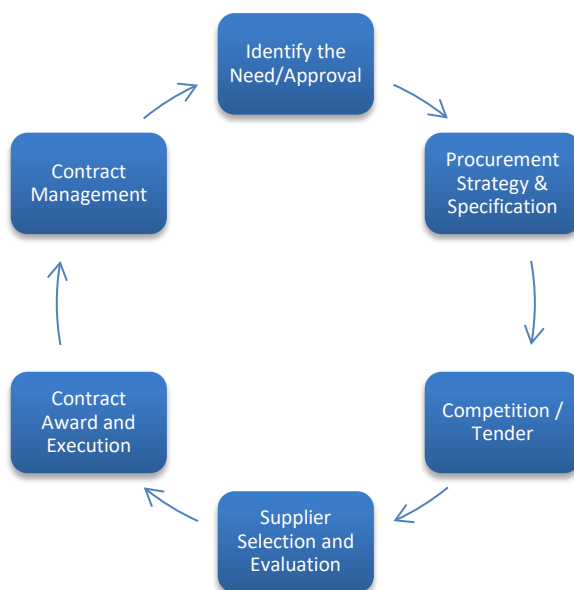 Identify the
Need/Approval
Procurement
Strategy &
Specification
Competition /
Tender
Supplier
Selection and
Evaluation
Contract
Award and
Execution
Contract
Management